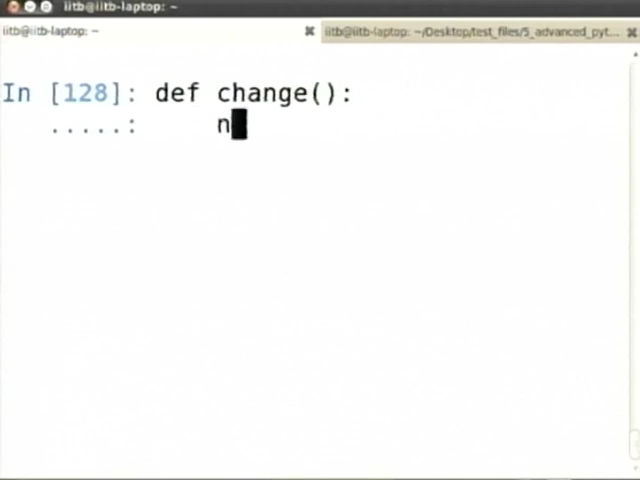 iitb@iitb-laptop: ~
iitb@iitb-laptop: ~
iitb@iitb-laptop: ~/Desktop/test_files/5_advanced_pyt...
In [128]: def change():
.....: n